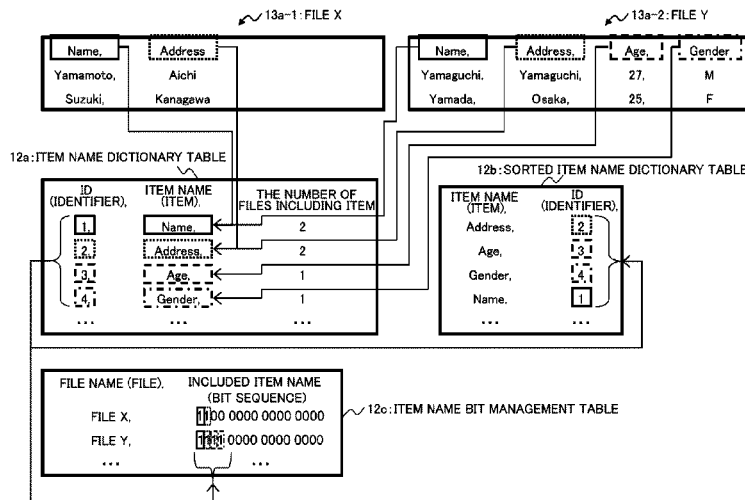 13a-1:FILE X
13a-2:FILE Y
Name, Address
Yamamoto, Aichi
Suzuki, Kanagawa
Name, Address, Age, Gender
Yamaguchi, Yamaguchi, 27, M
Yamada, Osaka, 25, F
12a:ITEM NAME DICTIONARY TABLE
ID (IDENTIFIER), ITEM NAME (ITEM), THE NUMBER OF FILES INCLUDING ITEM
1, Name, 2
2, Address, 2
3, Age, 1
4, Gender, 1
... ... ...
12b:SORTED ITEM NAME DICTIONARY TABLE
ITEM NAME (ITEM), ID (IDENTIFIER),
Address, 2
Age, 3
Gender, 4
Name, 1
... ...
FILE NAME (FILE), INCLUDED ITEM NAME (BIT SEQUENCE)
FILE X, 1100 0000 0000 0000
FILE Y, 1111 0000 0000 0000
... ...
12c:ITEM NAME BIT MANAGEMENT TABLE